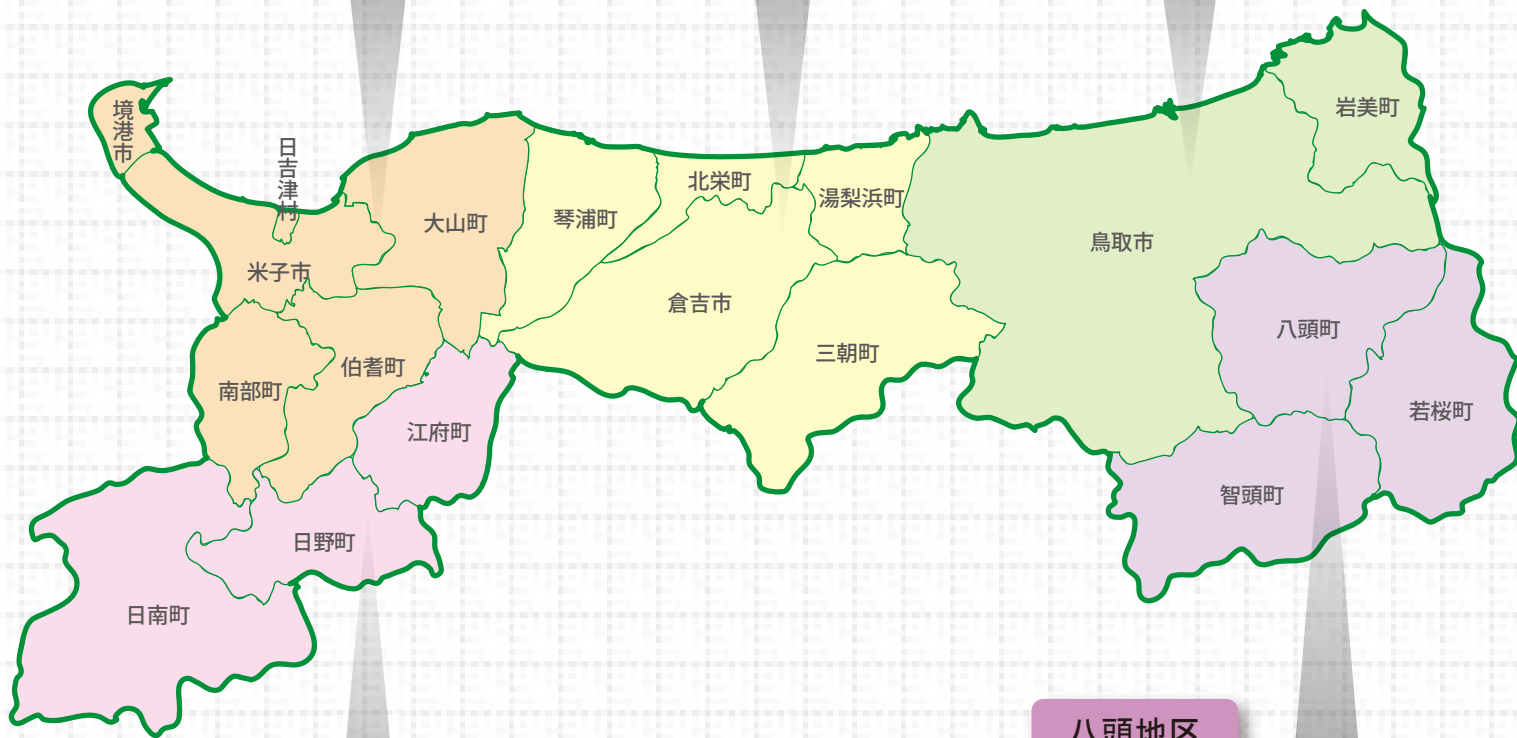 境港市
日吉津村
米子市
大山町
琴浦町
北栄町
湯梨浜町
鳥取市
岩美町
南部町
伯耆町
倉吉市
三朝町
八頭町
若桜町
江府町
智頭町
日野町
日南町
八頭地区